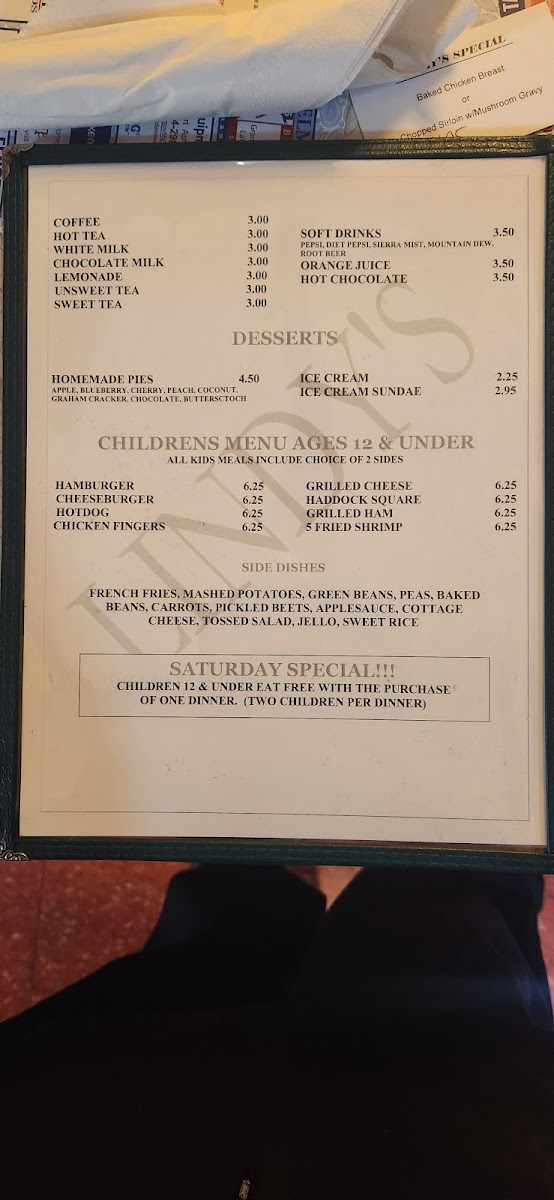 'S SPECIAL
Baked Chicken Breast
or
Chopped Sirloin w/Mushroom Gravy
COFFEE 3.00
HOT TEA 3.00
WHITE MILK 3.00
CHOCOLATE MILK 3.00
LEMONADE 3.00
UNSWEET TEA 3.00
SWEET TEA 3.00
SOFT DRINKS 3.50
PEPSI, DIET PEPSI, SIERRA MIST, MOUNTAIN DEW,
ROOT BEER
ORANGE JUICE 3.50
HOT CHOCOLATE 3.50
DESSERTS
HOMEMADE PIES 4.50
APPLE, BLUEBERRY, CHERRY, PEACH, COCONUT,
GRAHAM CRACKER, CHOCOLATE, BUTTERSCTOCH
ICE CREAM 2.25
ICE CREAM SUNDAE 2.95
LINDY'S
CHILDRENS MENU AGES 12 & UNDER
ALL KIDS MEALS INCLUDE CHOICE OF 2 SIDES
HAMBURGER 6.25
CHEESEBURGER 6.25
HOTDOG 6.25
CHICKEN FINGERS 6.25
GRILLED CHEESE 6.25
HADDOCK SQUARE 6.25
GRILLED HAM 6.25
5 FRIED SHRIMP 6.25
SIDE DISHES
FRENCH FRIES, MASHED POTATOES, GREEN BEANS, PEAS, BAKED
BEANS, CARROTS, PICKLED BEETS, APPLESAUCE, COTTAGE
CHEESE, TOSSED SALAD, JELLO, SWEET RICE
SATURDAY SPECIAL!!!
CHILDREN 12 & UNDER EAT FREE WITH THE PURCHASE
OF ONE DINNER. (TWO CHILDREN PER DINNER)